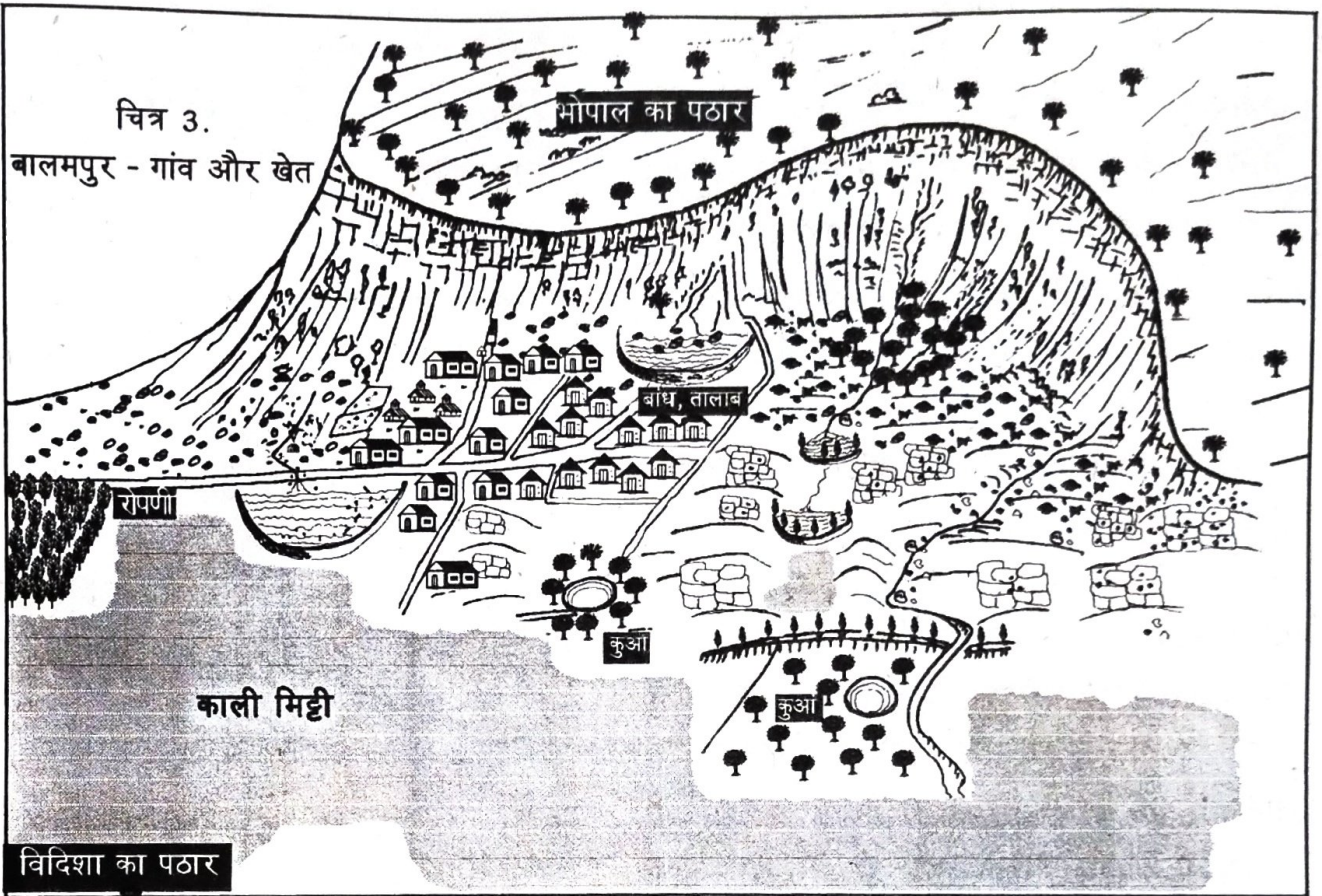 चित्र 3.
बालमपुर - गांव और खेत
भोपाल का पठार
बांध, तालाब
रोपणी
कुआं
काली मिट्टी
कुआं
विदिशा का पठार